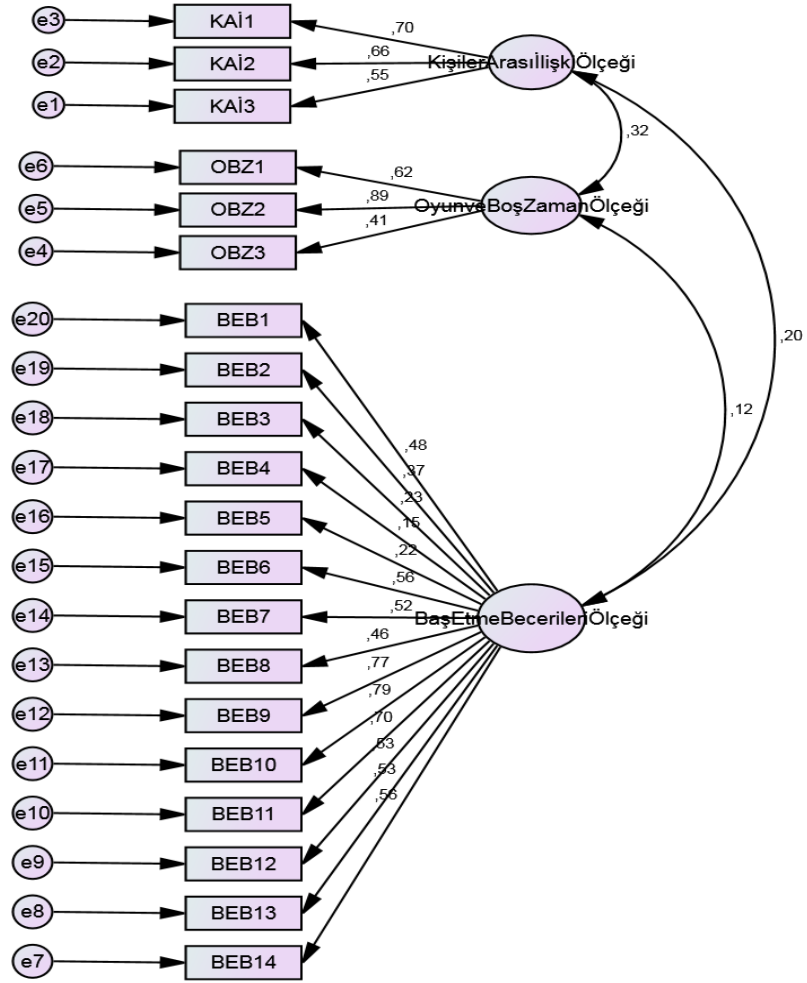 e3 KAİ1 ,70
e2 KAİ2 ,66 KişilerArasıİlişkiÖlçeği
e1 KAİ3 ,55
,32
e6 OBZ1 ,62
e5 OBZ2 ,89 OyunveBoşZamanÖlçeği
e4 OBZ3 ,41
e20 BEB1
,20
e19 BEB2
,12
e18 BEB3
,48
e17 BEB4 ,37
,23
e16 BEB5 ,15
,22
e15 BEB6 ,56
e14 BEB7 ,52 BaşEtmeBecerileriÖlçeği
,46
e13 BEB8 ,77
,79
e12 BEB9 ,70
,53
e11 BEB10 ,53
,56
e10 BEB11
e9 BEB12
e8 BEB13
e7 BEB14